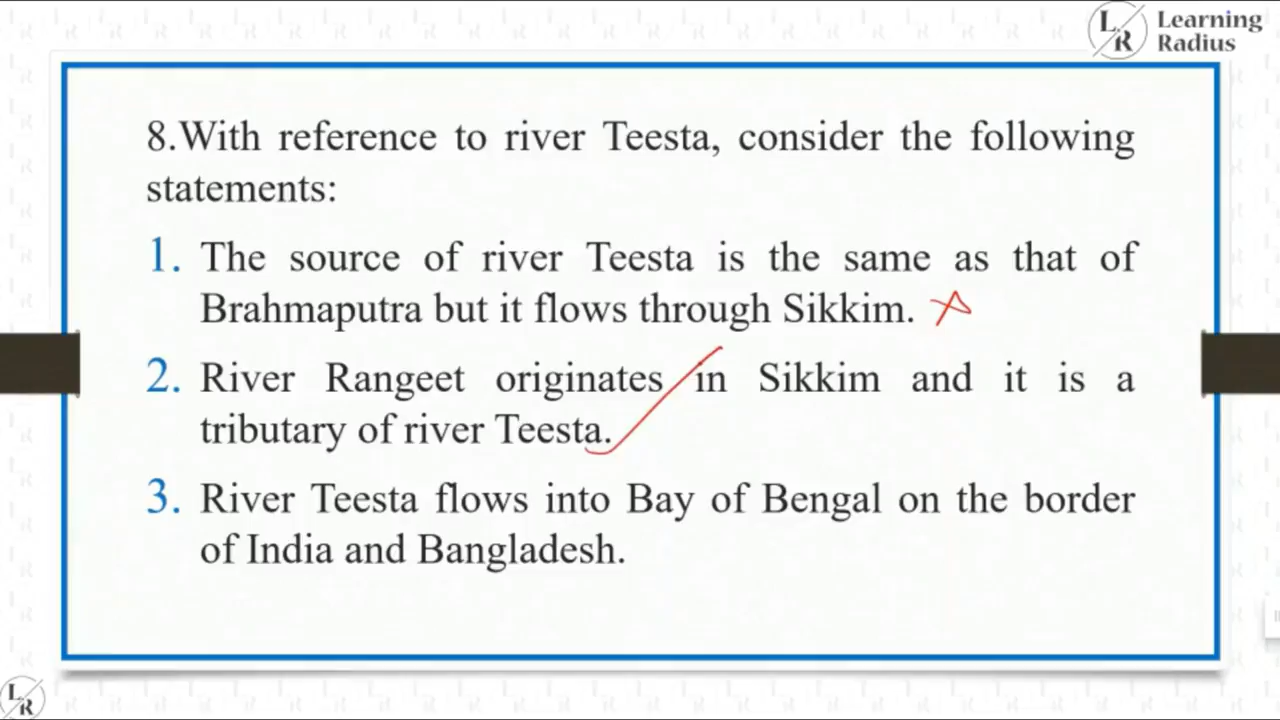 Learning
Radius
8.With reference to river Teesta, consider the following
statements:
1. The source of river Teesta is the same as that of
Brahmaputra but it flows through Sikkim.
2. River Rangeet originates in Sikkim and it is a
tributary of river Teesta.
3. River Teesta flows into Bay of Bengal on the border
of India and Bangladesh.
LR